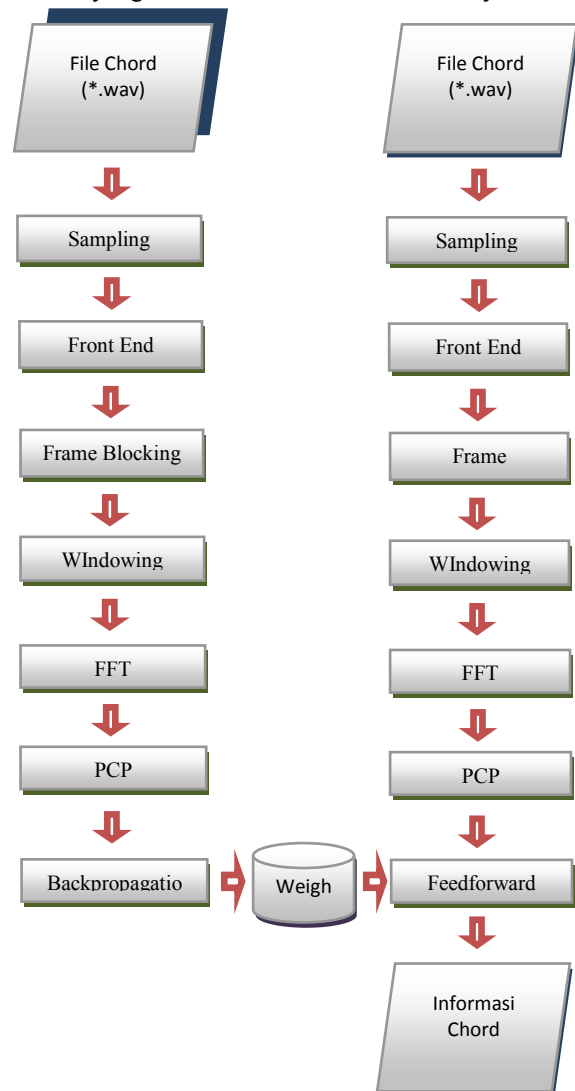 File Chord
(*.wav)
Sampling
Front End
Frame Blocking
WIndowing
FFT
PCP
Backpropagatio
Weigh
File Chord
(*.wav)
Sampling
Front End
Frame
WIndowing
FFT
PCP
Feedforward
Informasi
Chord